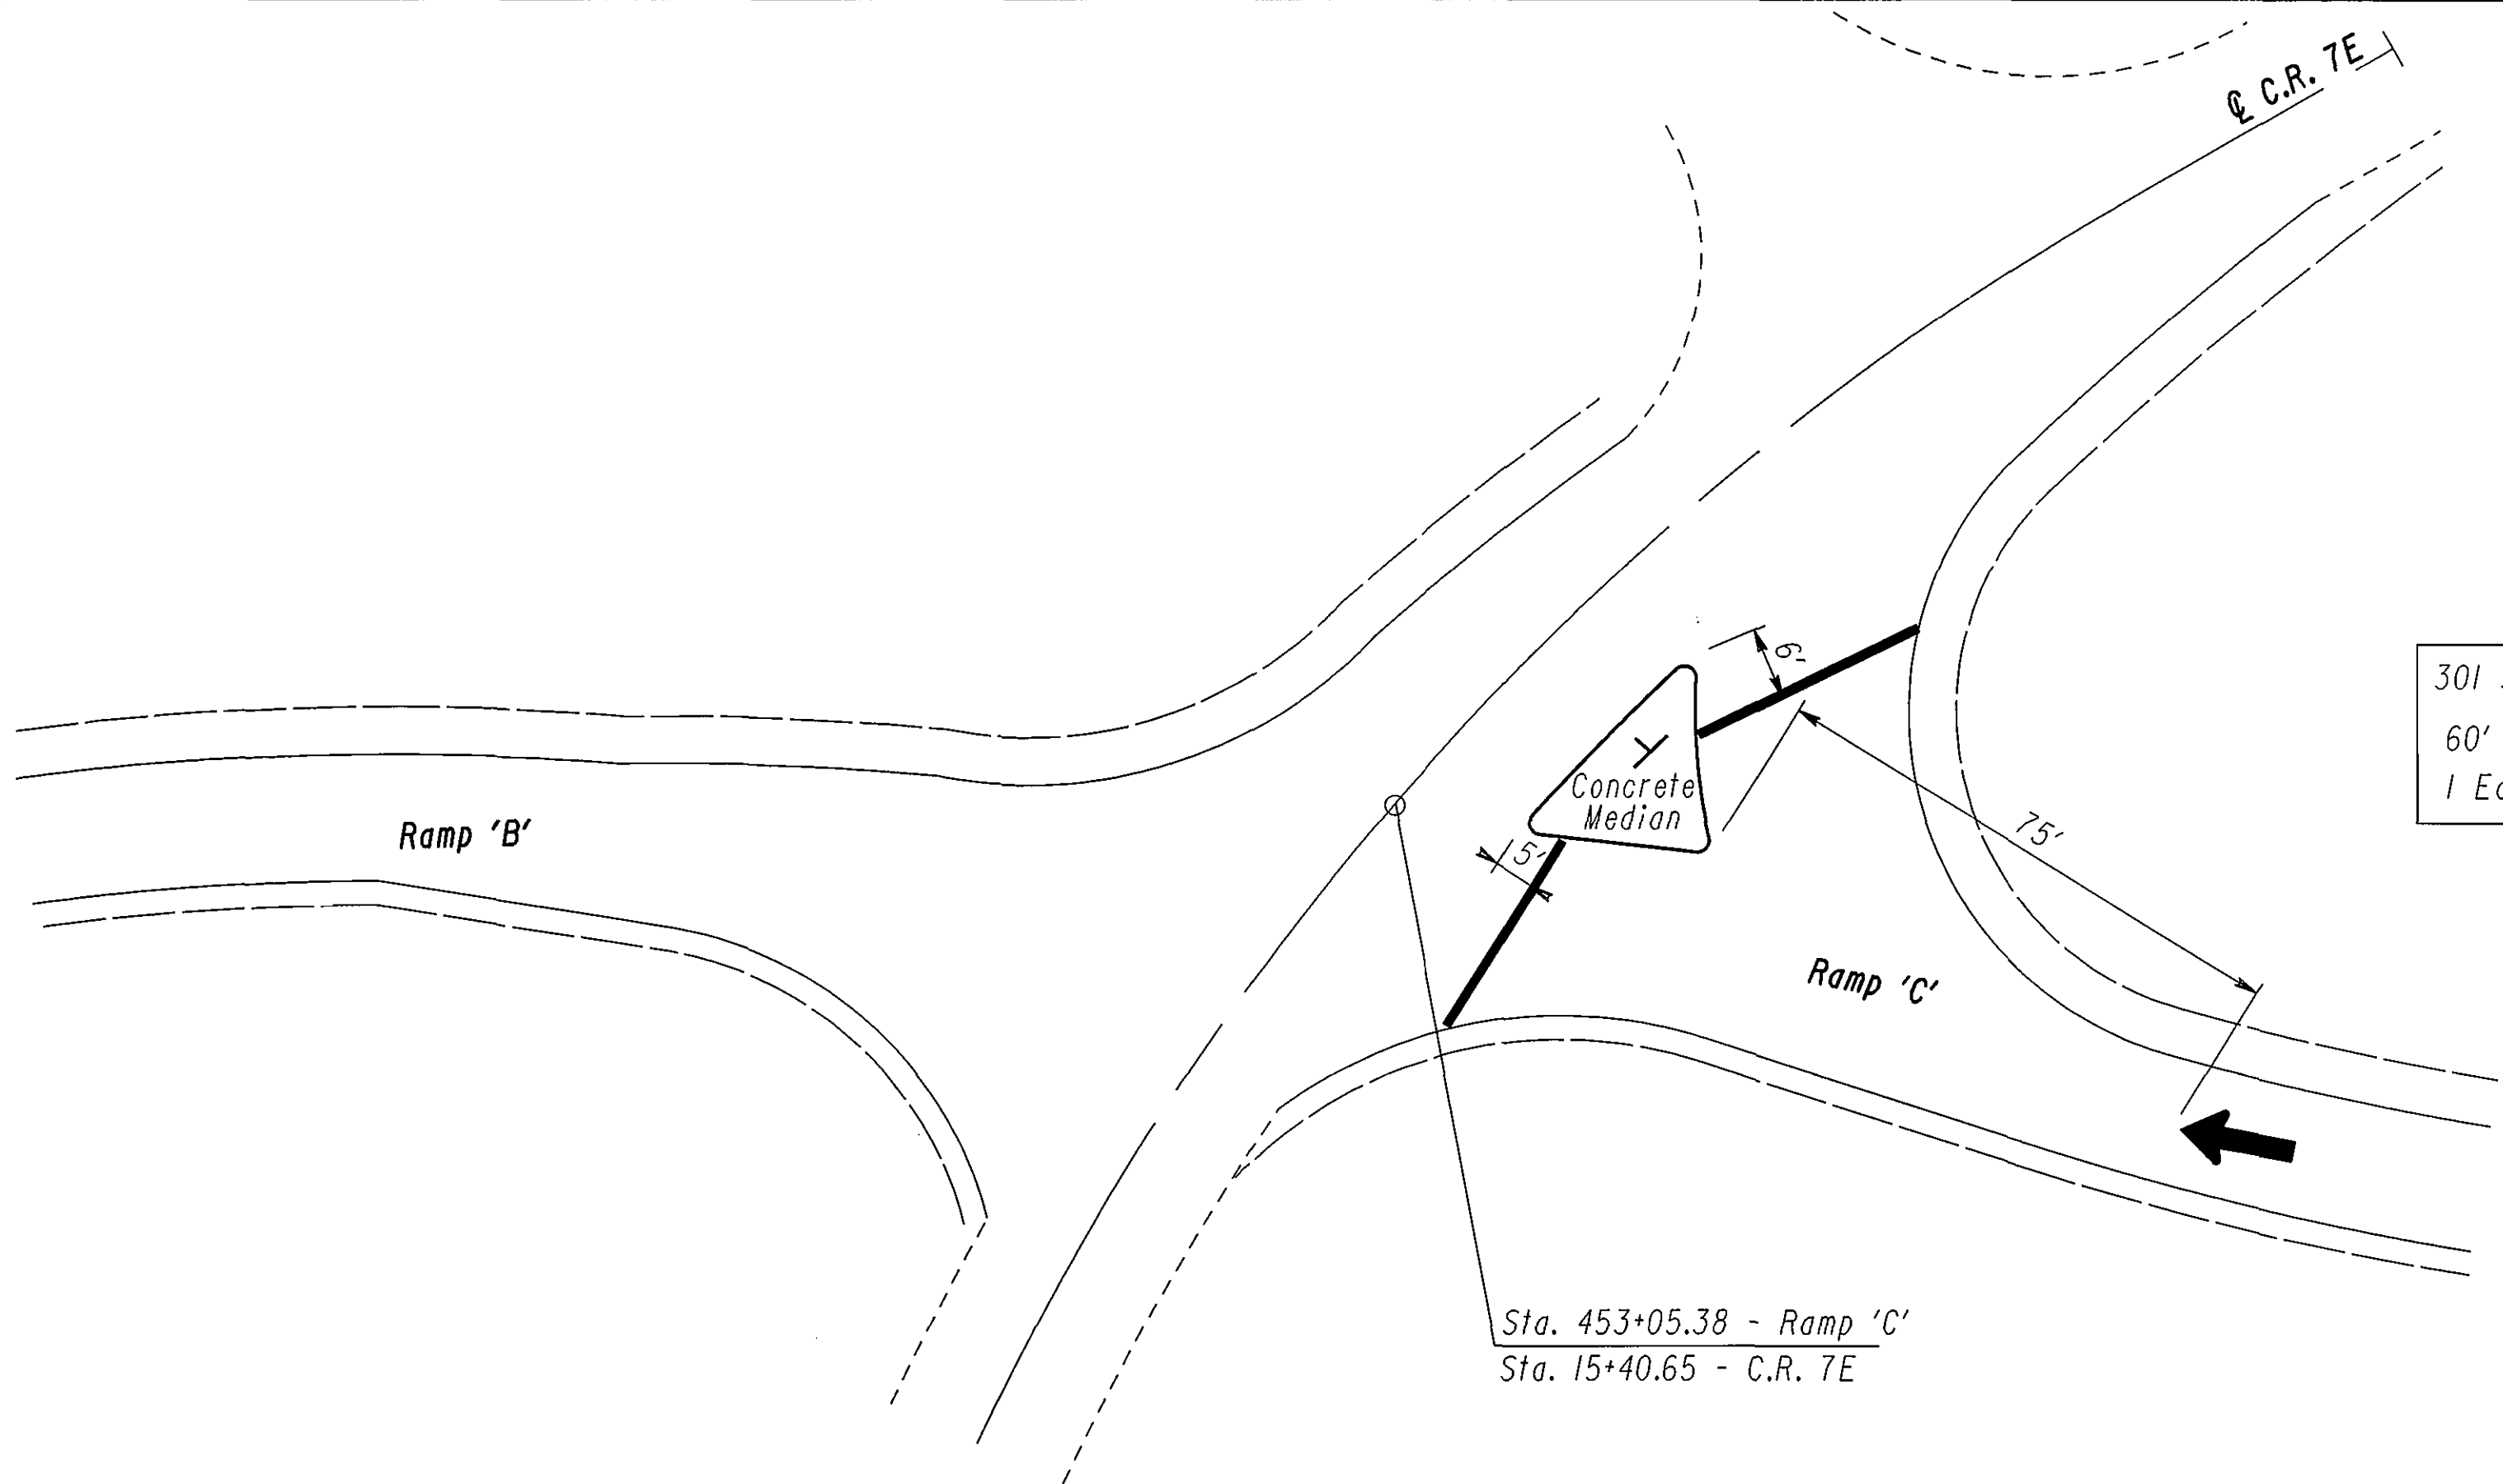 ℄ C.R. 7E
6'
301
60'
1
Concrete
Median
5'
75'
Ramp 'B'
Ramp 'C'
Sta. 453+05.38 - Ramp 'C'
Sta. 15+40.65 - C.R. 7E